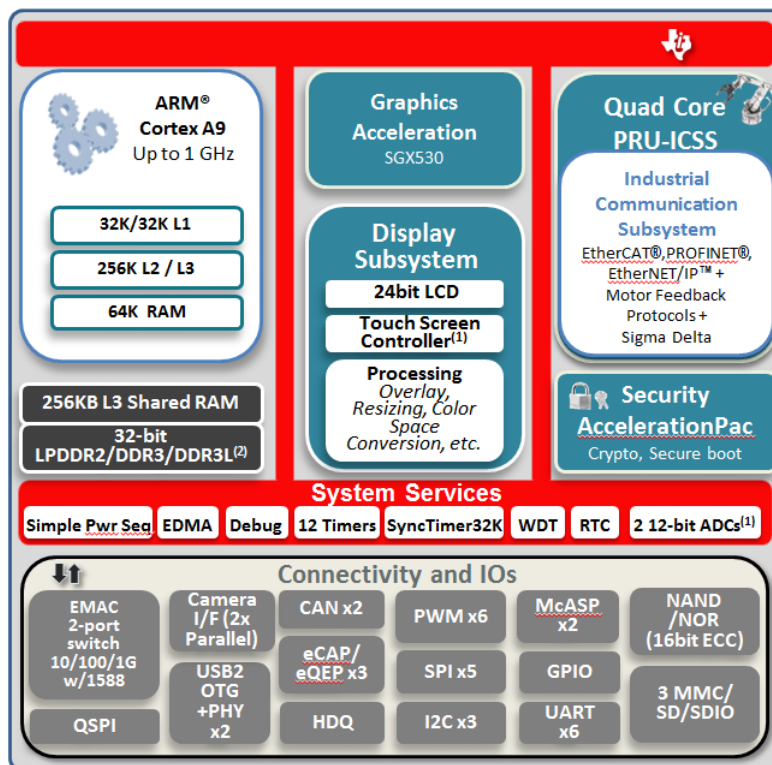 ARM®
Cortex A9
Up to 1 GHz
32K/32K L1
256K L2 / L3
64K RAM
256KB L3 Shared RAM
32-bit
LPDDR2/DDR3/DDR3L(2)
Graphics
Acceleration
SGX530
Display
Subsystem
24bit LCD
Touch Screen
Controller(1)
Processing
Overlay,
Resizing, Color
Space
Conversion, etc.
Quad Core
PRU-ICSS
Industrial
Communication
Subsystem
EtherCAT®,PROFINET®,
EtherNET/IP™ +
Motor Feedback
Protocols +
Sigma Delta
Security
AccelerationPac
Crypto, Secure boot
System Services
Simple Pwr Seq
EDMA
Debug
12 Timers
SyncTimer32K
WDT
RTC
2 12-bit ADCs(1)
Connectivity and IOs
EMAC
2-port
switch
10/100/1G
w/1588
QSPI
Camera
I/F (2x
Parallel)
USB2
OTG
+PHY
x2
CAN x2
eCAP/
eQEP x3
HDQ
PWM x6
SPI x5
I2C x3
McASP
x2
GPIO
UART
x6
NAND
/NOR
(16bit ECC)
3 MMC/
SD/SDIO